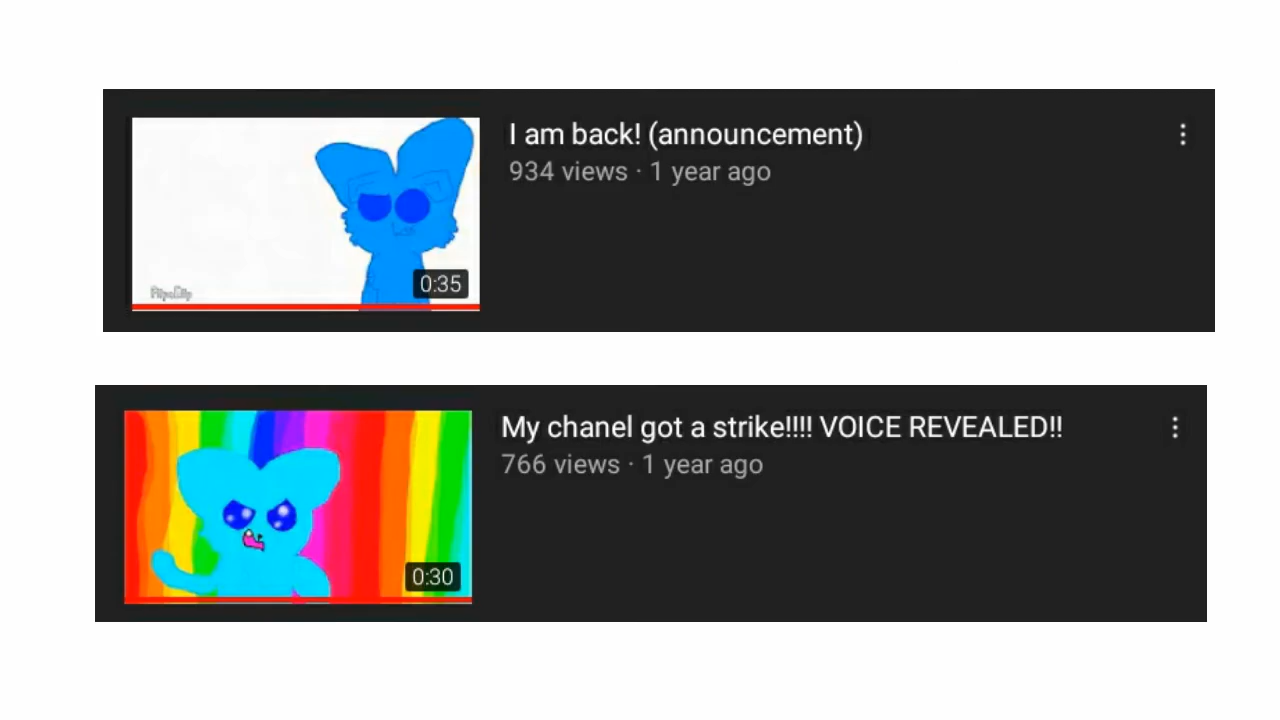 I am back! (announcement)
934 views · 1 year ago
FlipaClip
0:35
My chanel got a strike!!!! VOICE REVEALED!!
766 views · 1 year ago
0:30